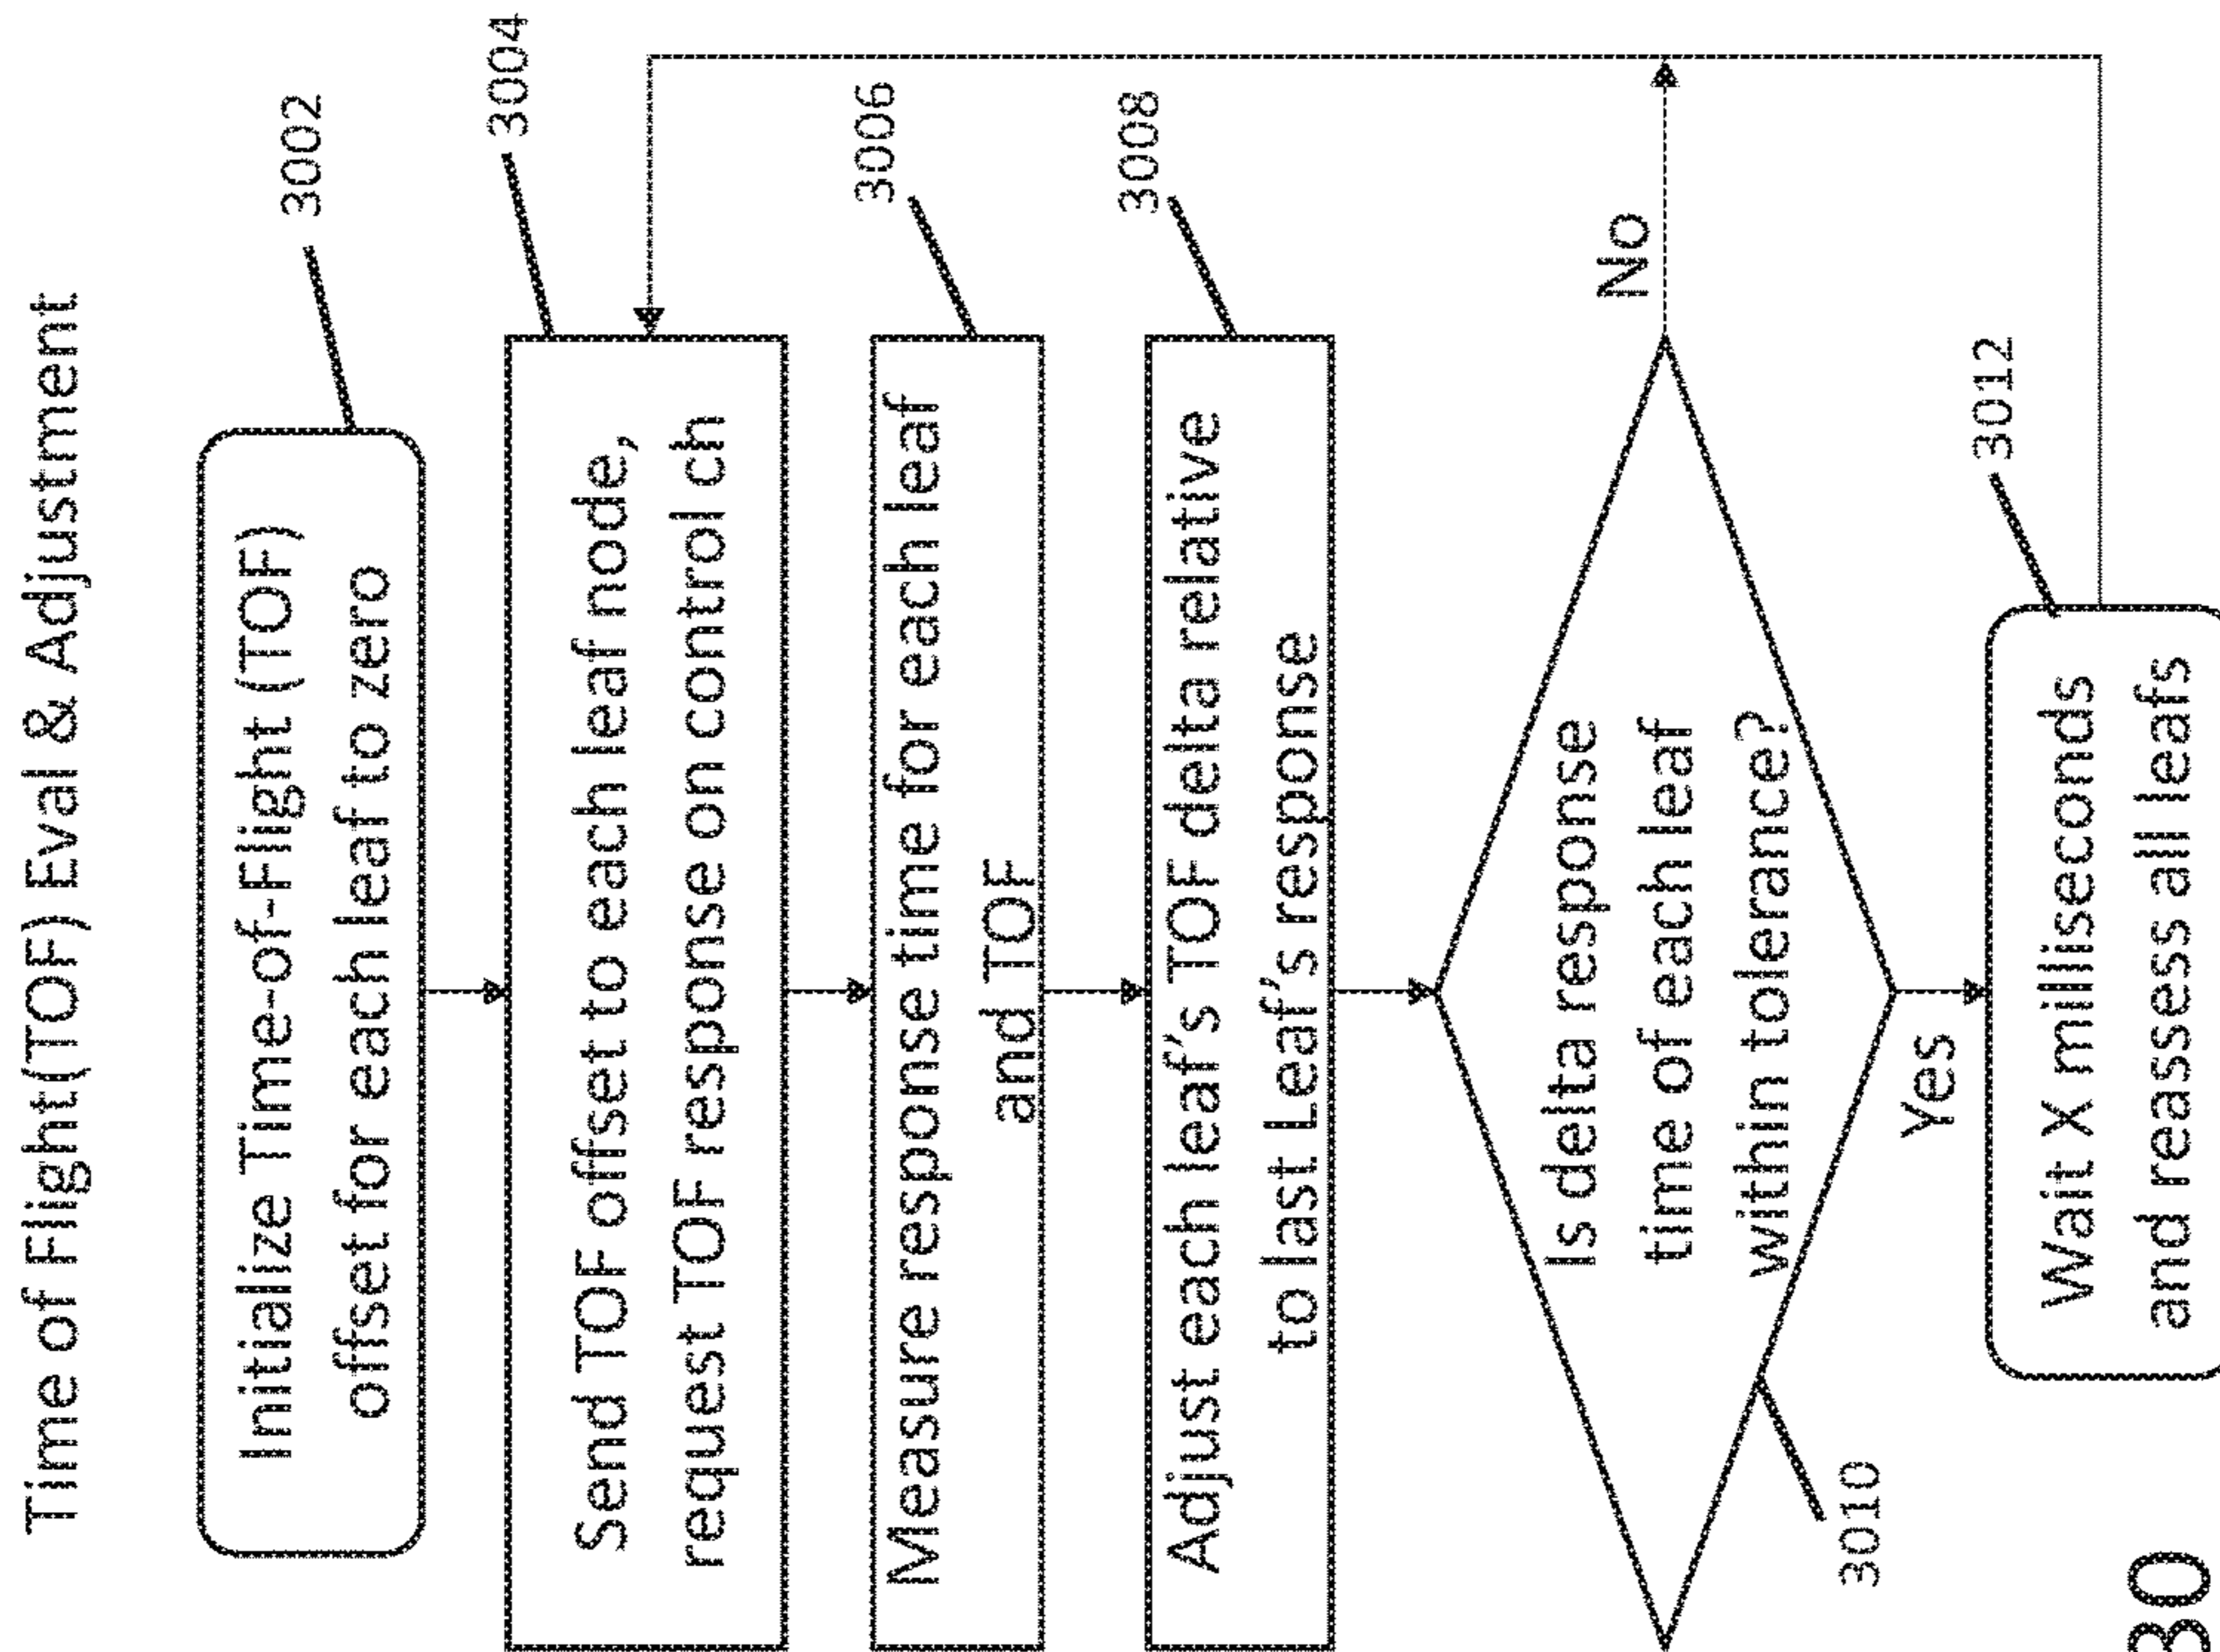 Time of Flight(TOF) Eval & Adjustment
3002
Initialize Time-of-Flight (TOF)
offset for each leaf to zero
3004
Send TOF offset to each leaf node,
request TOF response on control ch
3006
Measure response time for each leaf
and TOF
3008
Adjust each leaf's TOF delta relative
to last Leaf's response
Is delta response
time of each leaf
within tolerance?
No
3010
Yes
3012
Wait X milliseconds
and reassess all leafs
30